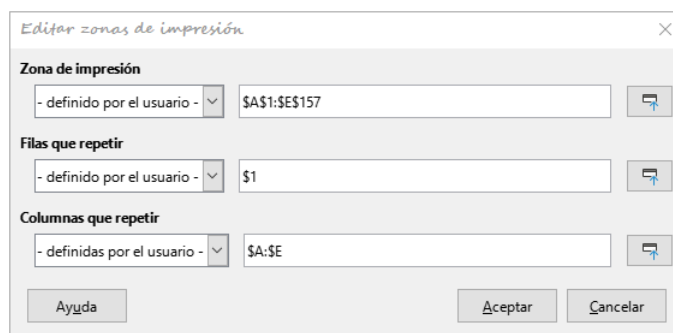 Editar zonas de impresión
Zona de impresión
- definido por el usuario - $A$1:$E$157
Filas que repetir
- definido por el usuario - $1
Columnas que repetir
- definidas por el usuario - $A:$E
Ayuda Aceptar Cancelar